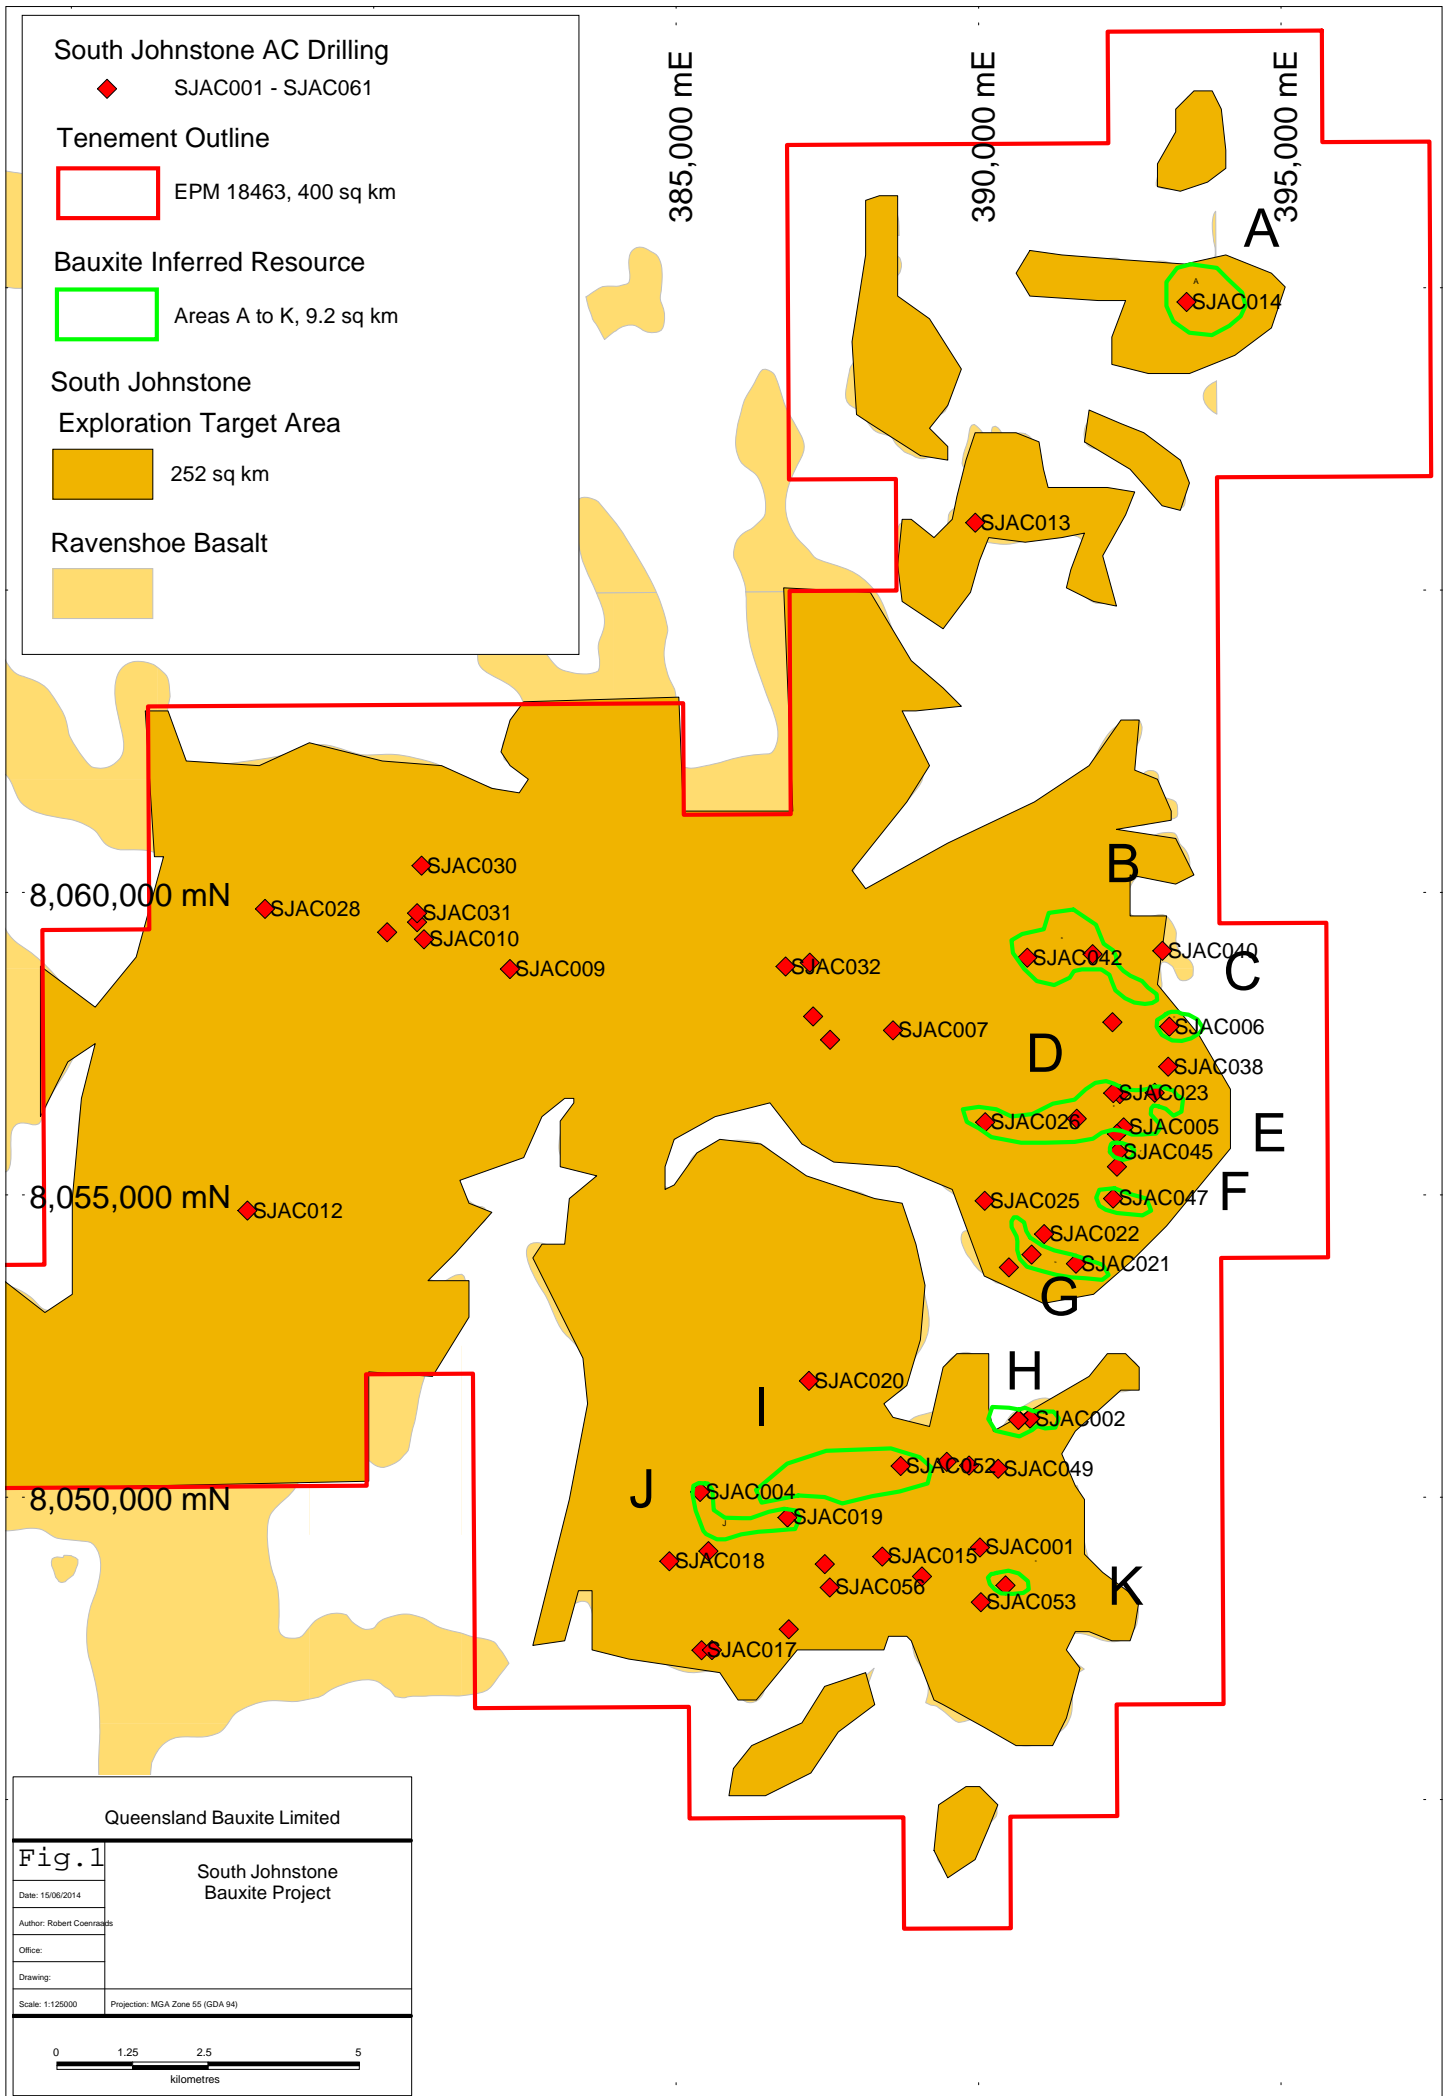 South Johnstone AC Drilling
SJAC001 - SJAC061
Tenement Outline
EPM 18463, 400 sq km
Bauxite Inferred Resource
Areas A to K, 9.2 sq km
South Johnstone
Exploration Target Area
252 sq km
Ravenshoe Basalt
385,000 mE
390,000 mE
395,000 mE
A
A
SJAC014
SJAC013
B
SJAC030
8,060,000 mN
SJAC028
SJAC031
SJAC010
SJAC009
SJAC032
SJAC042
SJAC040
C
SJAC007
SJAC006
D
SJAC038
SJAC023
SJAC026
SJAC005
E
SJAC045
8,055,000 mN
SJAC012
SJAC025
SJAC047
F
SJAC022
SJAC021
G
H
SJAC020
I
SJAC002
SJAC052
SJAC049
J
SJAC004
8,050,000 mN
SJAC019
J
SJAC001
SJAC018
SJAC015
SJAC056
K
SJAC053
SJAC017
Queensland Bauxite Limited
Fig.1
South Johnstone
Bauxite Project
Date: 15/06/2014
Author: Robert Coenraads
Office:
Drawing:
Scale: 1:125000
Projection: MGA Zone 55 (GDA 94)
0 1.25 2.5 5
kilometres